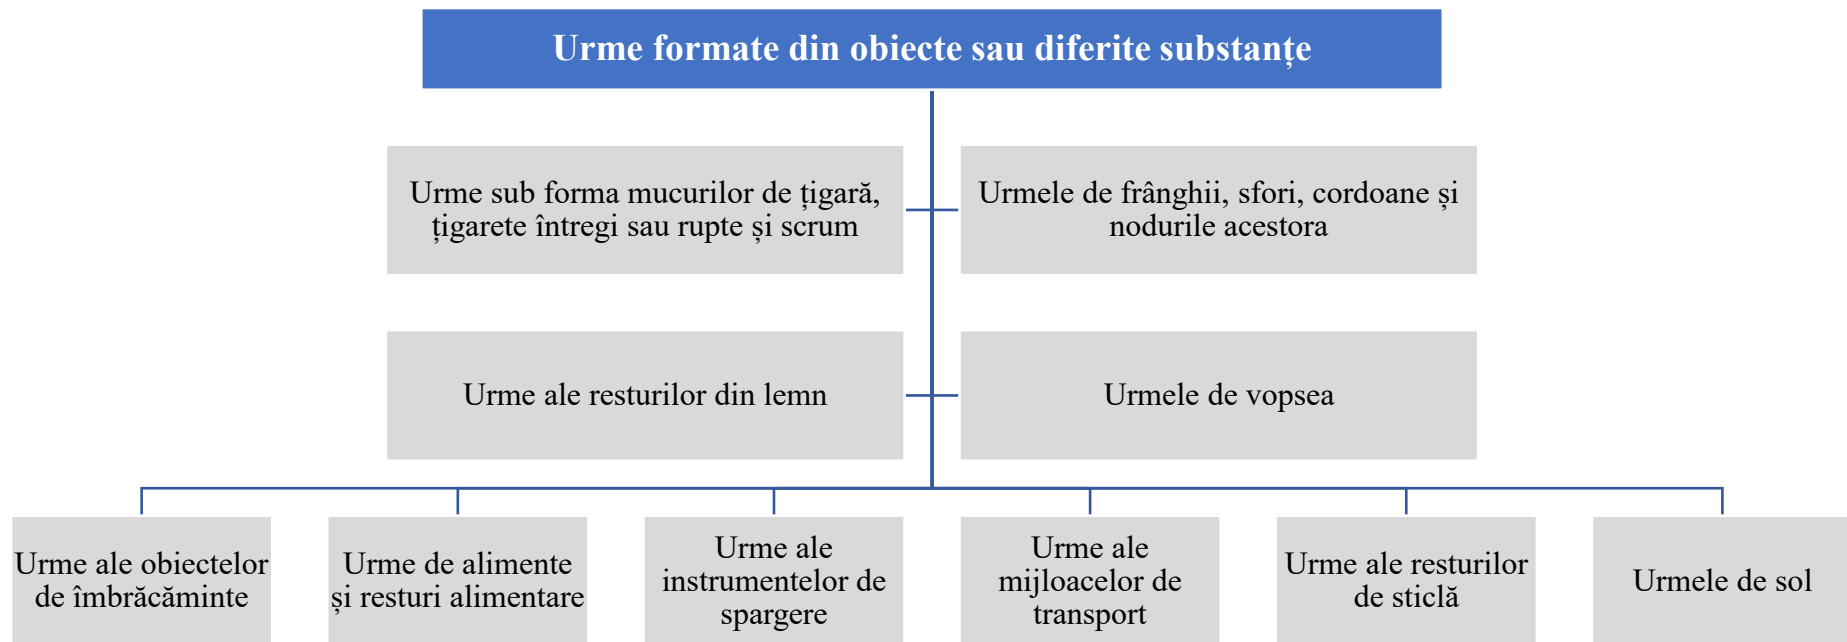 Urme formate din obiecte sau diferite substanțe
Urme sub forma mucurilor de țigară,
țigarete întregi sau rupte și scrum
Urmele de frânghii, sfori, cordoane și
nodurile acestora
Urme ale resturilor din lemn
Urmele de vopsea
Urme ale obiectelor
de îmbrăcăminte
Urme de alimente
și resturi alimentare
Urme ale
instrumentelor de
spargere
Urme ale
mijloacelor de
transport
Urme ale resturilor
de sticlă
Urmele de sol